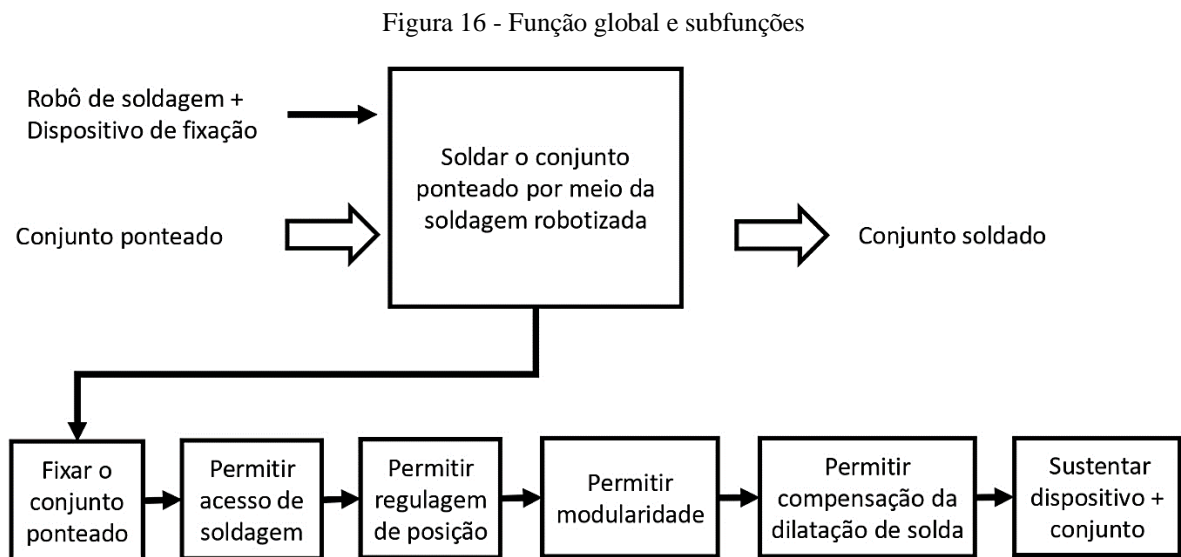 Figura 16 - Função global e subfunções
Robô de soldagem +
Dispositivo de fixação
Soldar o conjunto
ponteado por meio da
soldagem robotizada
Conjunto ponteado
Conjunto soldado
Fixar o
conjunto
ponteado
Permitir
acesso de
soldagem
Permitir
regulagem
de posição
Permitir
modularidade
Permitir
compensação da
dilatação de solda
Sustentar
dispositivo +
conjunto